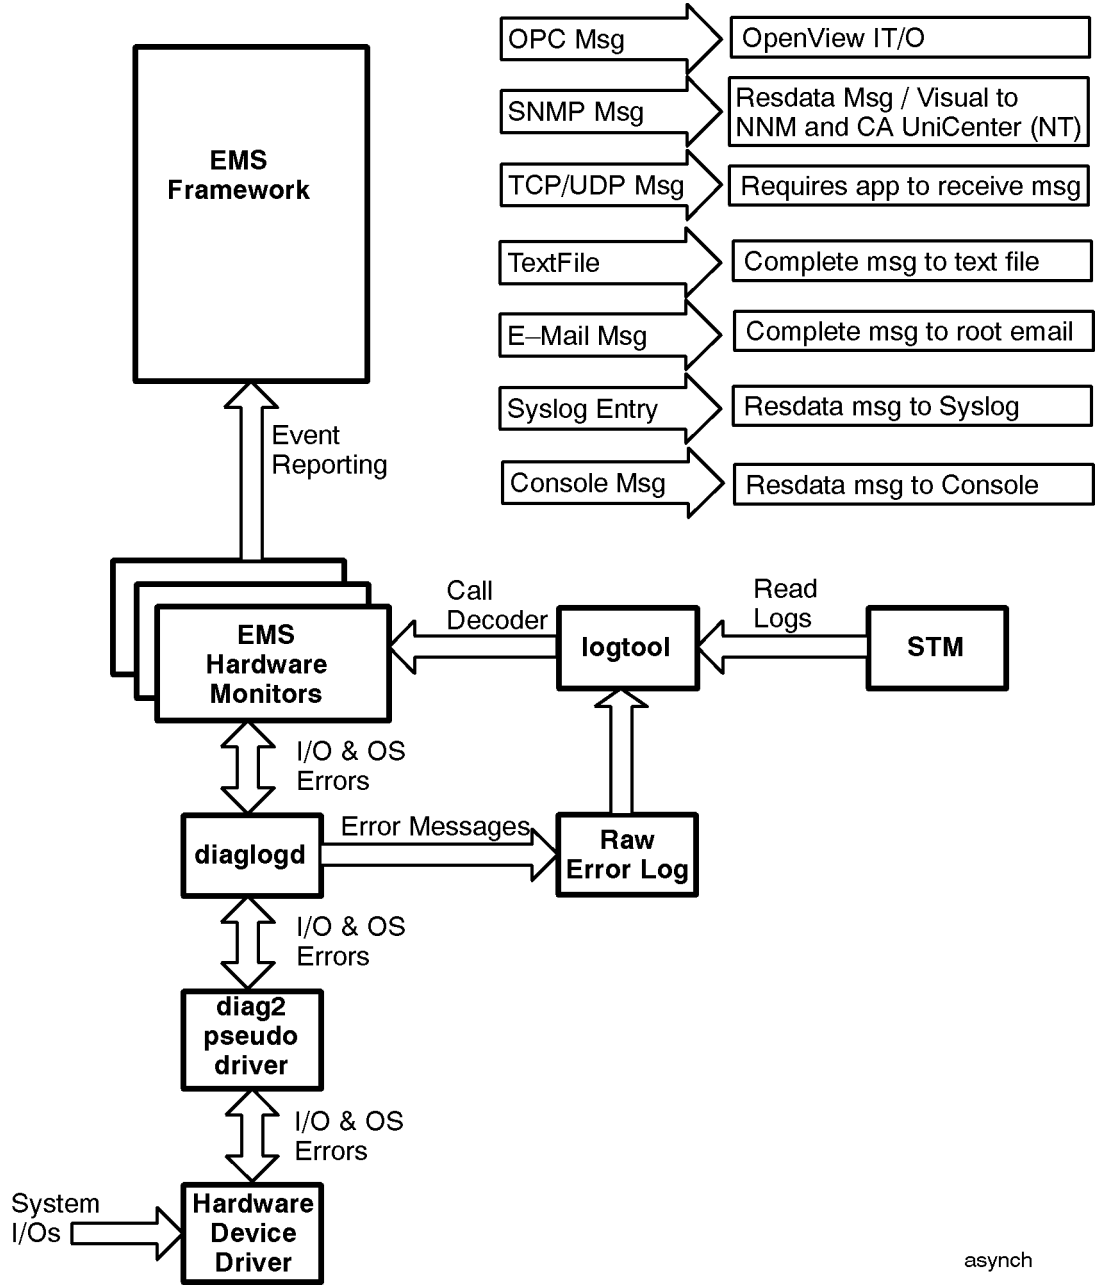 OPC Msg
OpenView IT/O
SNMP Msg
Resdata Msg / Visual to
NNM and CA UniCenter (NT)
TCP/UDP Msg
Requires app to receive msg
TextFile
Complete msg to text file
E–Mail Msg
Complete msg to root email
Syslog Entry
Resdata msg to Syslog
Console Msg
Resdata msg to Console
EMS
Framework
Event
Reporting
EMS
Hardware
Monitors
Call
Decoder
logtool
Read
Logs
STM
I/O & OS
Errors
diaglogd
Error Messages
Raw
Error Log
I/O & OS
Errors
diag2
pseudo
driver
I/O & OS
Errors
System
I/Os
Hardware
Device
Driver
asynch